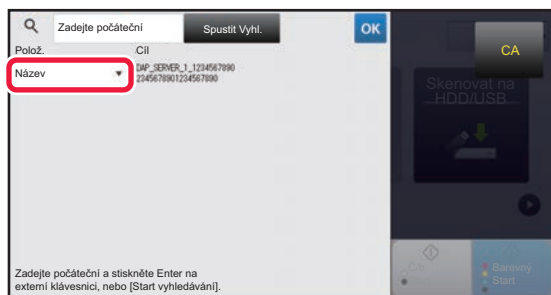 Zadejte počáteční
Spustit Vyhl.
OK
CA
Polož.
Cíl
Název
DAP_SERVER_1_1234567890
2345678901234567890
Skenovat na
HDD/USB
Zadejte počáteční a stiskněte Enter na
externí klávesnici, nebo [Start vyhledávání].
Barevný
Start